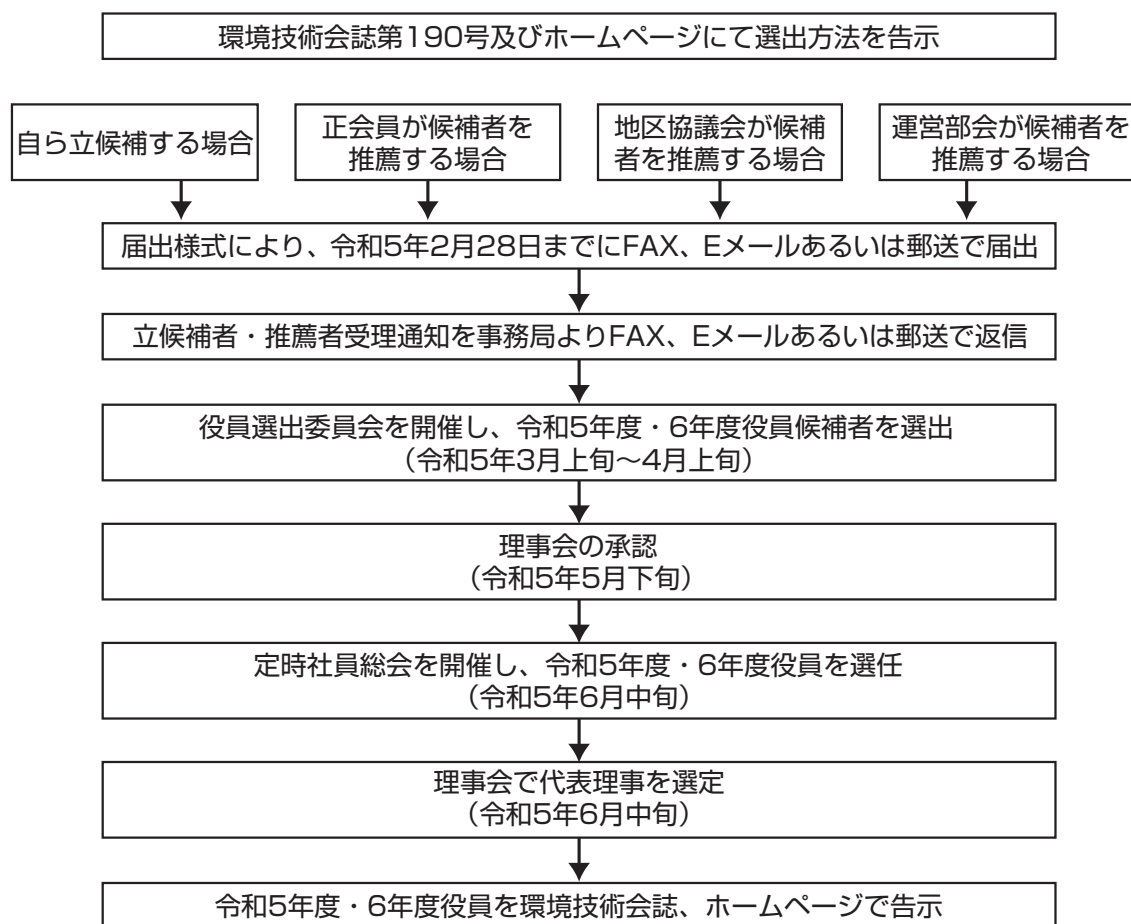 環境技術会誌第190号及びホームページにて選出方法を告示
自ら立候補する場合
正会員が候補者を
推薦する場合
地区協議会が候補
者を推薦する場合
運営部会が候補者を
推薦する場合
届出様式により、令和5年2月28日までにFAX、Eメールあるいは郵送で届出
立候補者・推薦者受理通知を事務局よりFAX、Eメールあるいは郵送で返信
役員選出委員会を開催し、令和5年度・6年度役員候補者を選出
（令和5年3月上旬〜4月上旬）
理事会の承認
（令和5年5月下旬）
定時社員総会を開催し、令和5年度・6年度役員を選任
（令和5年6月中旬）
理事会で代表理事を選定
（令和5年6月中旬）
令和5年度・6年度役員を環境技術会誌、ホームページで告示